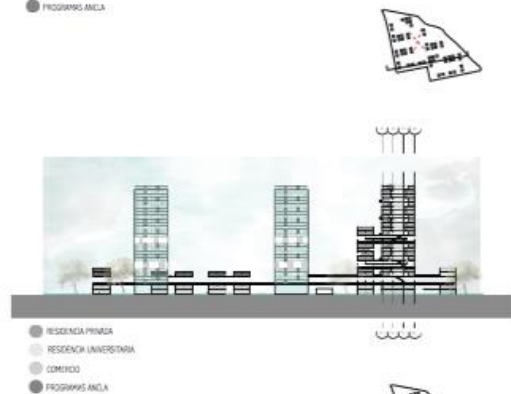 PROGRAMAS ANCLA
RESIDENCIA PRIVADA
RESIDENCIA UNIVERSITARIA
COMERCIO
PROGRAMAS ANCLA